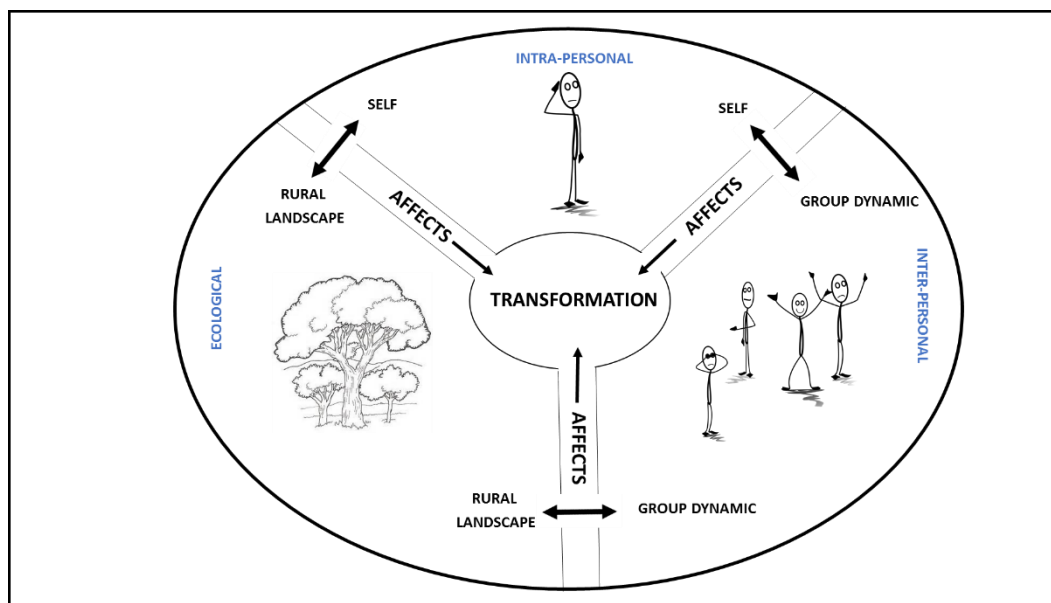 INTRA-PERSONAL
SELF
SELF
RURAL
LANDSCAPE
AFFECTS
AFFECTS
GROUP DYNAMIC
ECOLOGICAL
TRANSFORMATION
INTER-PERSONAL
AFFECTS
RURAL
LANDSCAPE
GROUP DYNAMIC